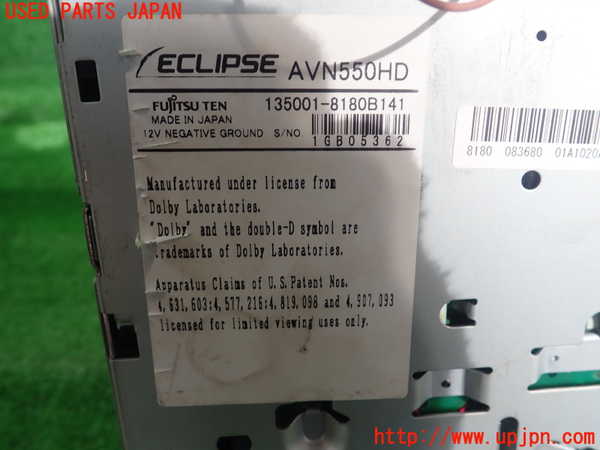 USED PARTS JAPAN
ECLIPSE AVN550HD
FUJITSU TEN 135001-8180B141
MADE IN JAPAN
12V NEGATIVE GROUND S/NO 1GB05362
8180 083680 01A1020
Manufactured under license from
Dolby Laboratories.
"Dolby" and the double-D symbol are
trademarks of Dolby Laboratories.
Apparatus Claims of U.S.Patent Nos.
4,631,603:4,577,216:4,819,098 and 4,907,093
licensed for limited viewing uses only.
http://www.upjpn.com